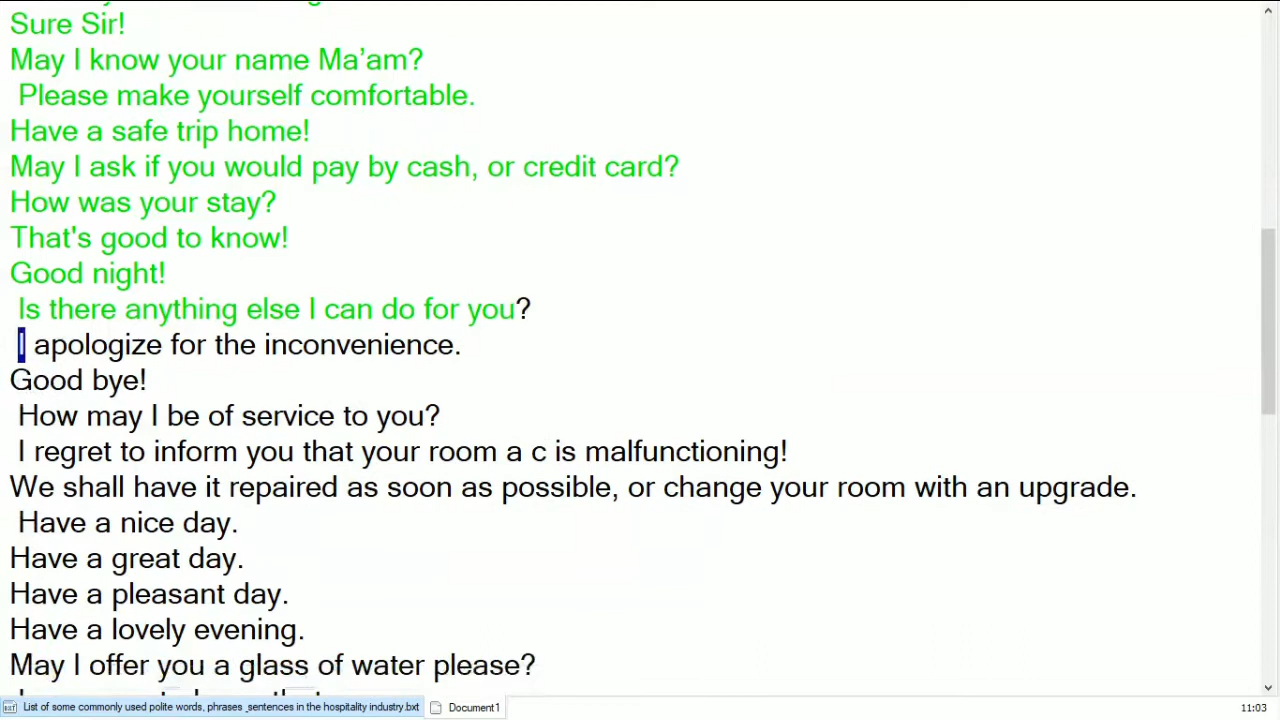 Sure Sir!
May I know your name Ma’am?
Please make yourself comfortable.
Have a safe trip home!
May I ask if you would pay by cash, or credit card?
How was your stay?
That's good to know!
Good night!
Is there anything else I can do for you?
I apologize for the inconvenience.
Good bye!
How may I be of service to you?
I regret to inform you that your room a c is malfunctioning!
We shall have it repaired as soon as possible, or change your room with an upgrade.
Have a nice day.
Have a great day.
Have a pleasant day.
Have a lovely evening.
May I offer you a glass of water please?
List of some commonly used polite words, phrases _sentences in the hospitality industry.bxt
Document1
11:03